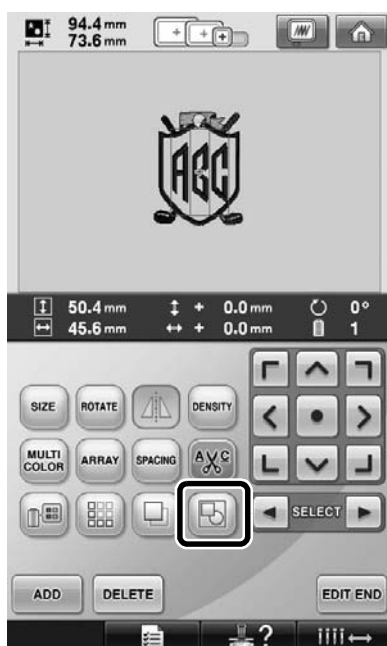 94.4 mm
73.6 mm
AGC
50.4 mm + 0.0 mm 0°
45.6 mm + 0.0 mm 1
SIZE ROTATE DENSITY
MULTI COLOR ARRAY SPACING ABC
SELECT
ADD DELETE EDIT END
?